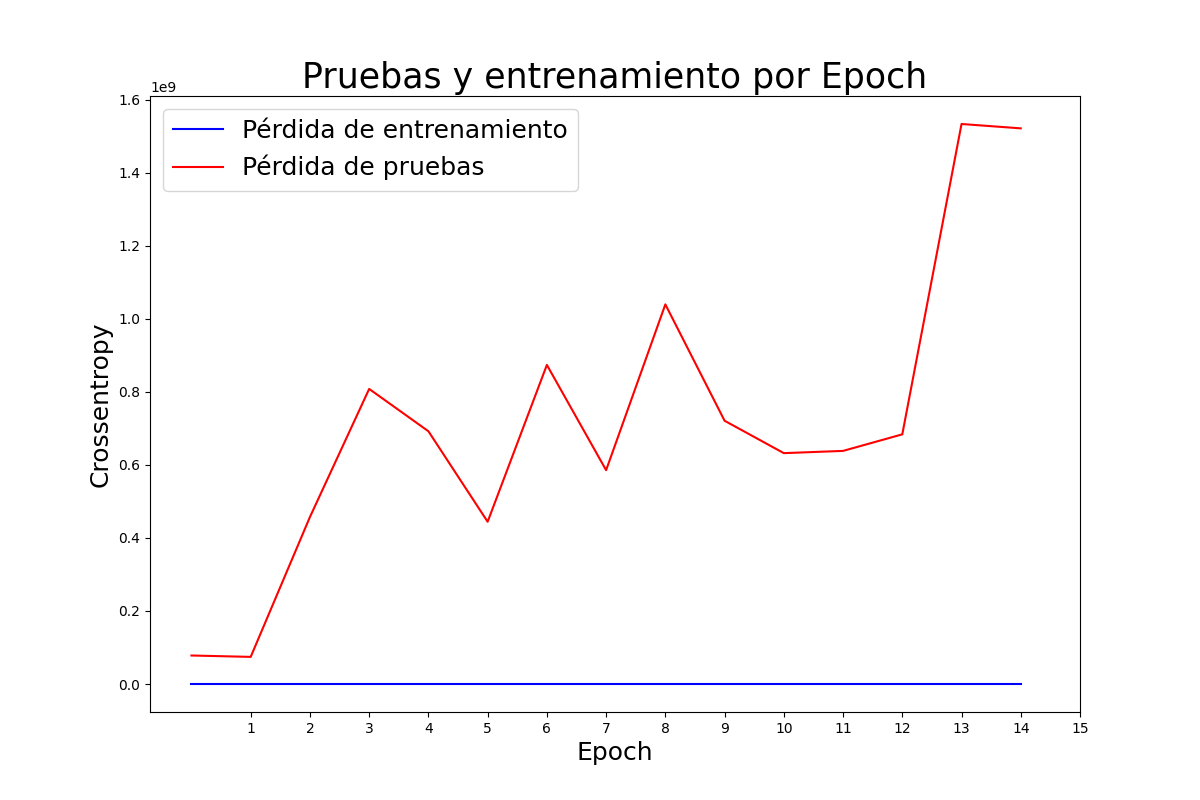 Pruebas y entrenamiento por Epoch
1e9
Pérdida de entrenamiento
Pérdida de pruebas
1.6
1.4
1.2
1.0
0.8
0.6
0.4
0.2
0.0
Crossentropy
1 2 3 4 5 6 7 8 9 10 11 12 13 14 15
Epoch